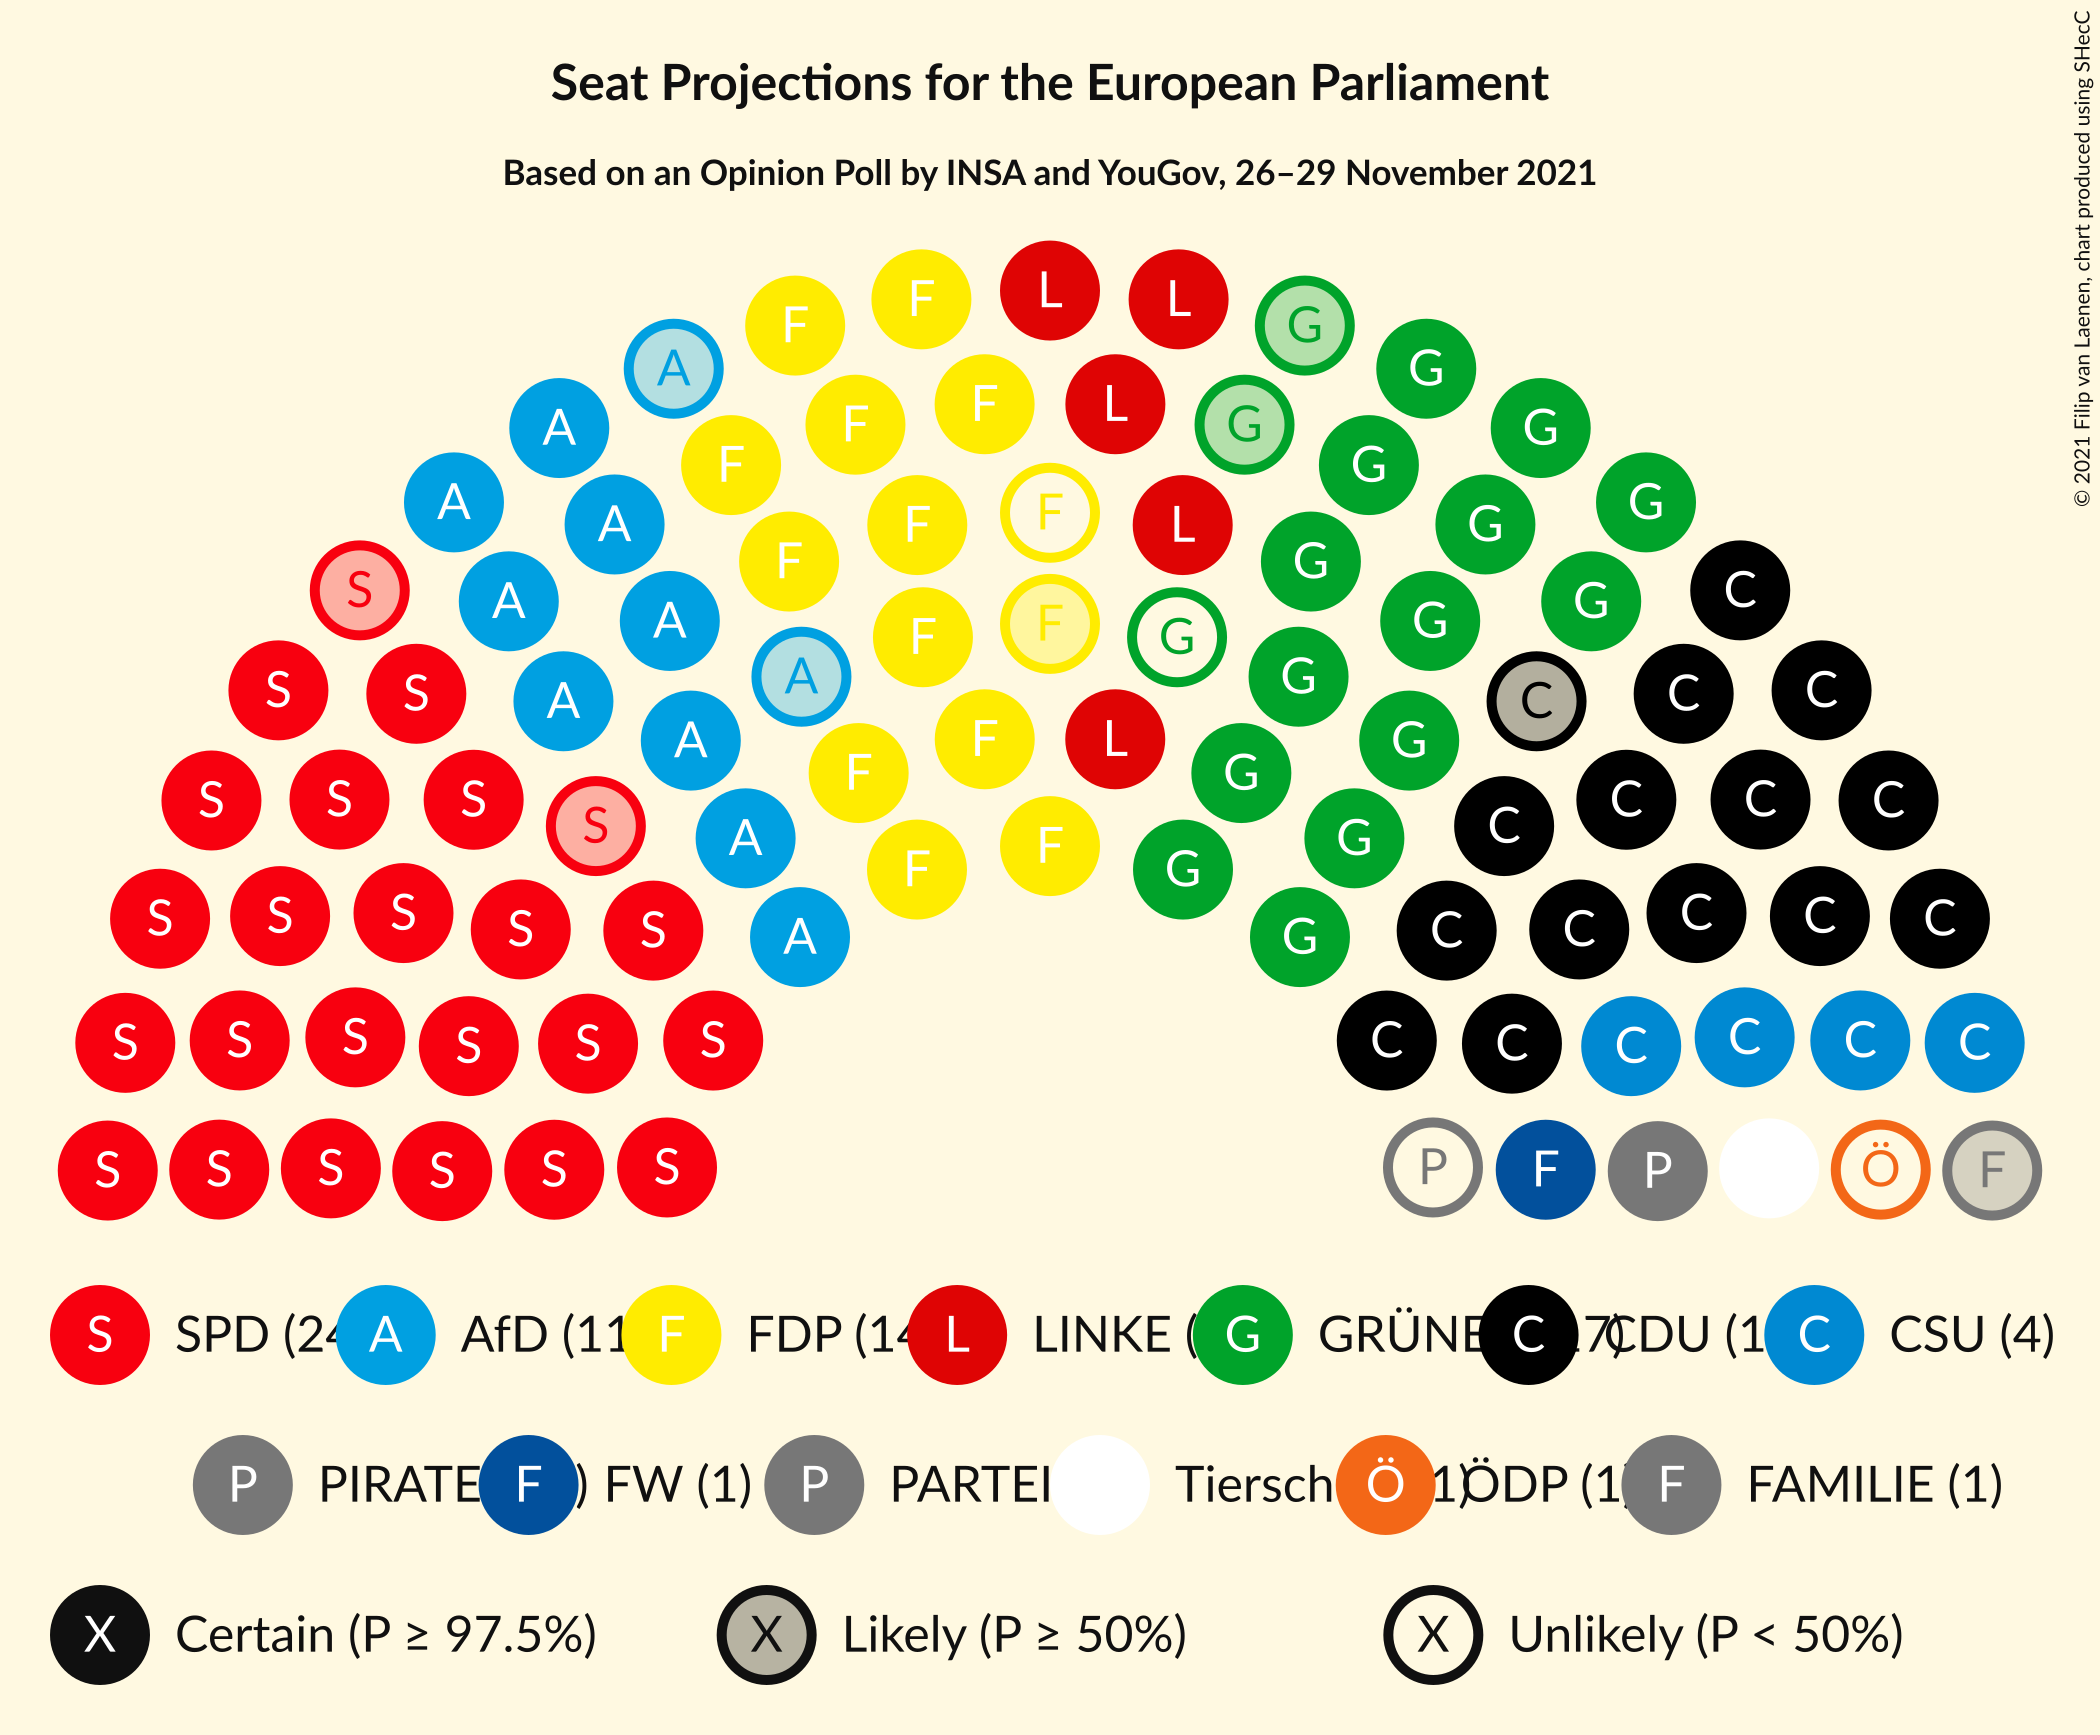 © 2021 Filip van Laenen, chart produced using SHecC
Seat Projections for the European Parliament
Based on an Opinion Poll by INSA and YouGov, 26–29 November 2021
F L L
F G
A G
F L
A F G G
F G
A A F F L G G
F G
S A G C
A F F G G
S S A A G C C C
A F L G
S S S F G C C C
S A G C
F F G
S S S S S A G C C C C C
S S S S S S C C C C C C
S S S S S S P F P Ö F
S SPD (24 A AfD (11 F FDP (14 L LINKE ( G GRÜNE C 7) CDU (1 C CSU (4)
P PIRATE F ) FW (1) P PARTEI Tiersch Ö 1) ÖDP (1) F FAMILIE (1)
X Certain (P ≥ 97.5%) X Likely (P ≥ 50%) X Unlikely (P < 50%)